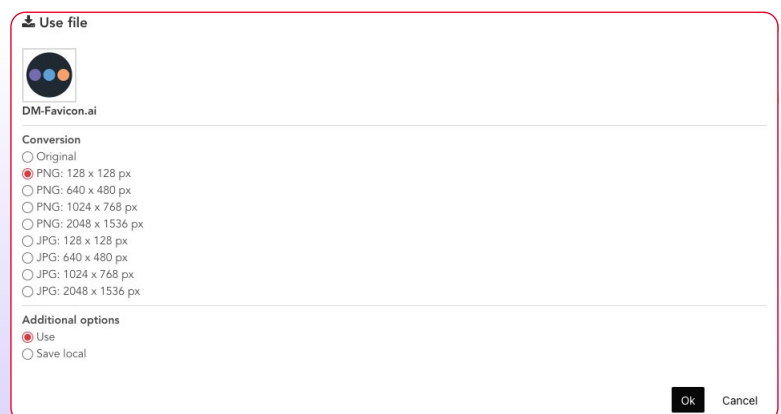 Use file
DM-Favicon.ai
Conversion
Original
PNG: 128 x 128 px
PNG: 640 x 480 px
PNG: 1024 x 768 px
PNG: 2048 x 1536 px
JPG: 128 x 128 px
JPG: 640 x 480 px
JPG: 1024 x 768 px
JPG: 2048 x 1536 px
Additional options
Use
Save local
Ok Cancel